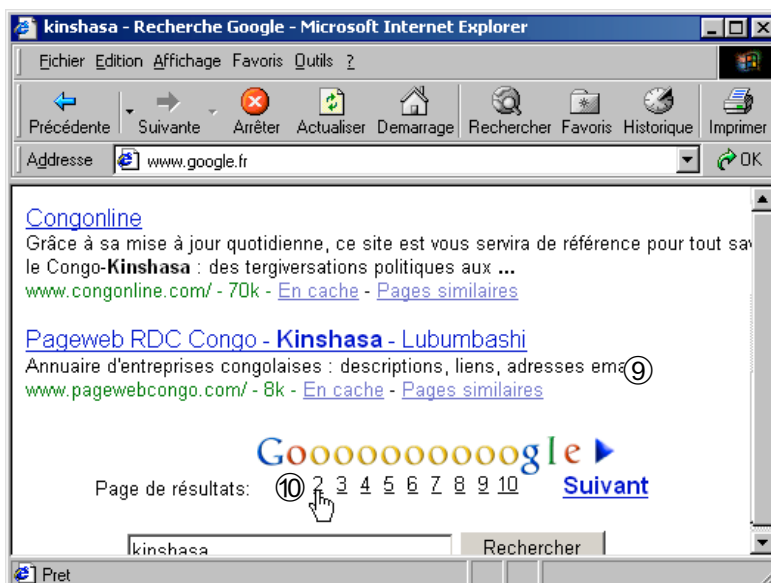 kinshasa - Recherche Google - Microsoft Internet Explorer
Fichier Edition Affichage Favoris Outils ?
Précédente Suivante Arrêter Actualiser Demarrage Rechercher Favoris Historique Imprimer
Addresse www.google.fr OK
Congonline
Grâce à sa mise à jour quotidienne, ce site est vous servira de référence pour tout sav
le Congo-Kinshasa : des tergiversations politiques aux ...
www.congonline.com/ - 70k - En cache - Pages similaires
Pageweb RDC Congo - Kinshasa - Lubumbashi
Annuaire d'entreprises congolaises : descriptions, liens, adresses ema ⑨
www.pagewebcongo.com/ - 8k - En cache - Pages similaires
Goooooooooogle
Page de résultats: ⑩ 2 3 4 5 6 7 8 9 10 Suivant
kinshasa Rechercher
Pret